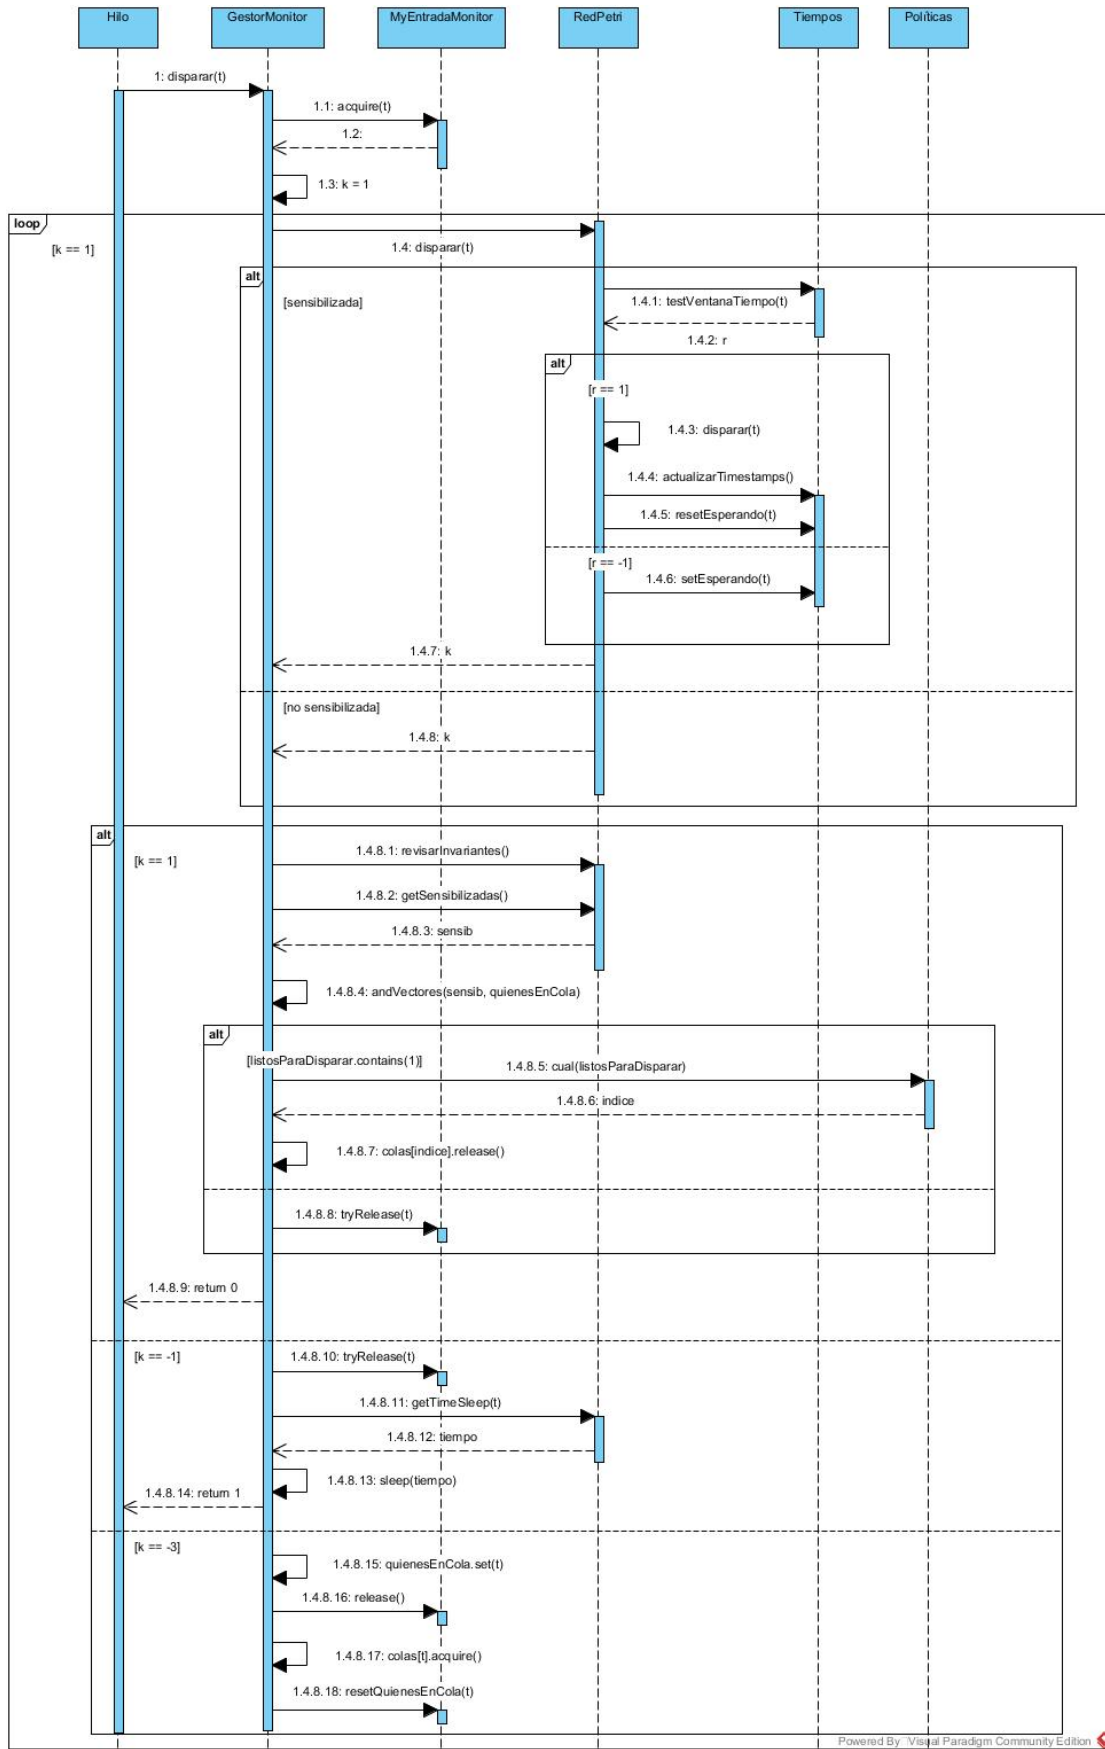 Hilo
GestorMonitor
MyEntradaMonitor
RedPetri
Tiempos
Políticas
1: disparar(t)
1.1: acquire(t)
1.2:
1.3: k = 1
loop
[k == 1]
1.4: disparar(t)
alt
[sensibilizada]
1.4.1: testVentanaTiempo(t)
1.4.2: r
alt
[r == 1]
1.4.3: disparar(t)
1.4.4: actualizarTimestamps()
1.4.5: resetEsperando(t)
[r == -1]
1.4.6: setEsperando(t)
1.4.7: k
[no sensibilizada]
1.4.8: k
alt
[k == 1]
1.4.8.1: revisarInvariantes()
1.4.8.2: getSensibilizadas()
1.4.8.3: sensib
1.4.8.4: andVectores(sensib, quienesEnCola)
alt
[listosParaDisparar.contains(1)]
1.4.8.5: cual(listosParaDisparar)
1.4.8.6: indice
1.4.8.7: colas[indice].release()
1.4.8.8: tryRelease(t)
1.4.8.9: return 0
[k == -1]
1.4.8.10: tryRelease(t)
1.4.8.11: getTimeSleep(t)
1.4.8.12: tiempo
1.4.8.13: sleep(tiempo)
1.4.8.14: return 1
[k == -3]
1.4.8.15: quienesEnCola.set(t)
1.4.8.16: release()
1.4.8.17: colas[t].acquire()
1.4.8.18: resetQuienesEnCola(t)
Powered By Visual Paradigm Community Edition